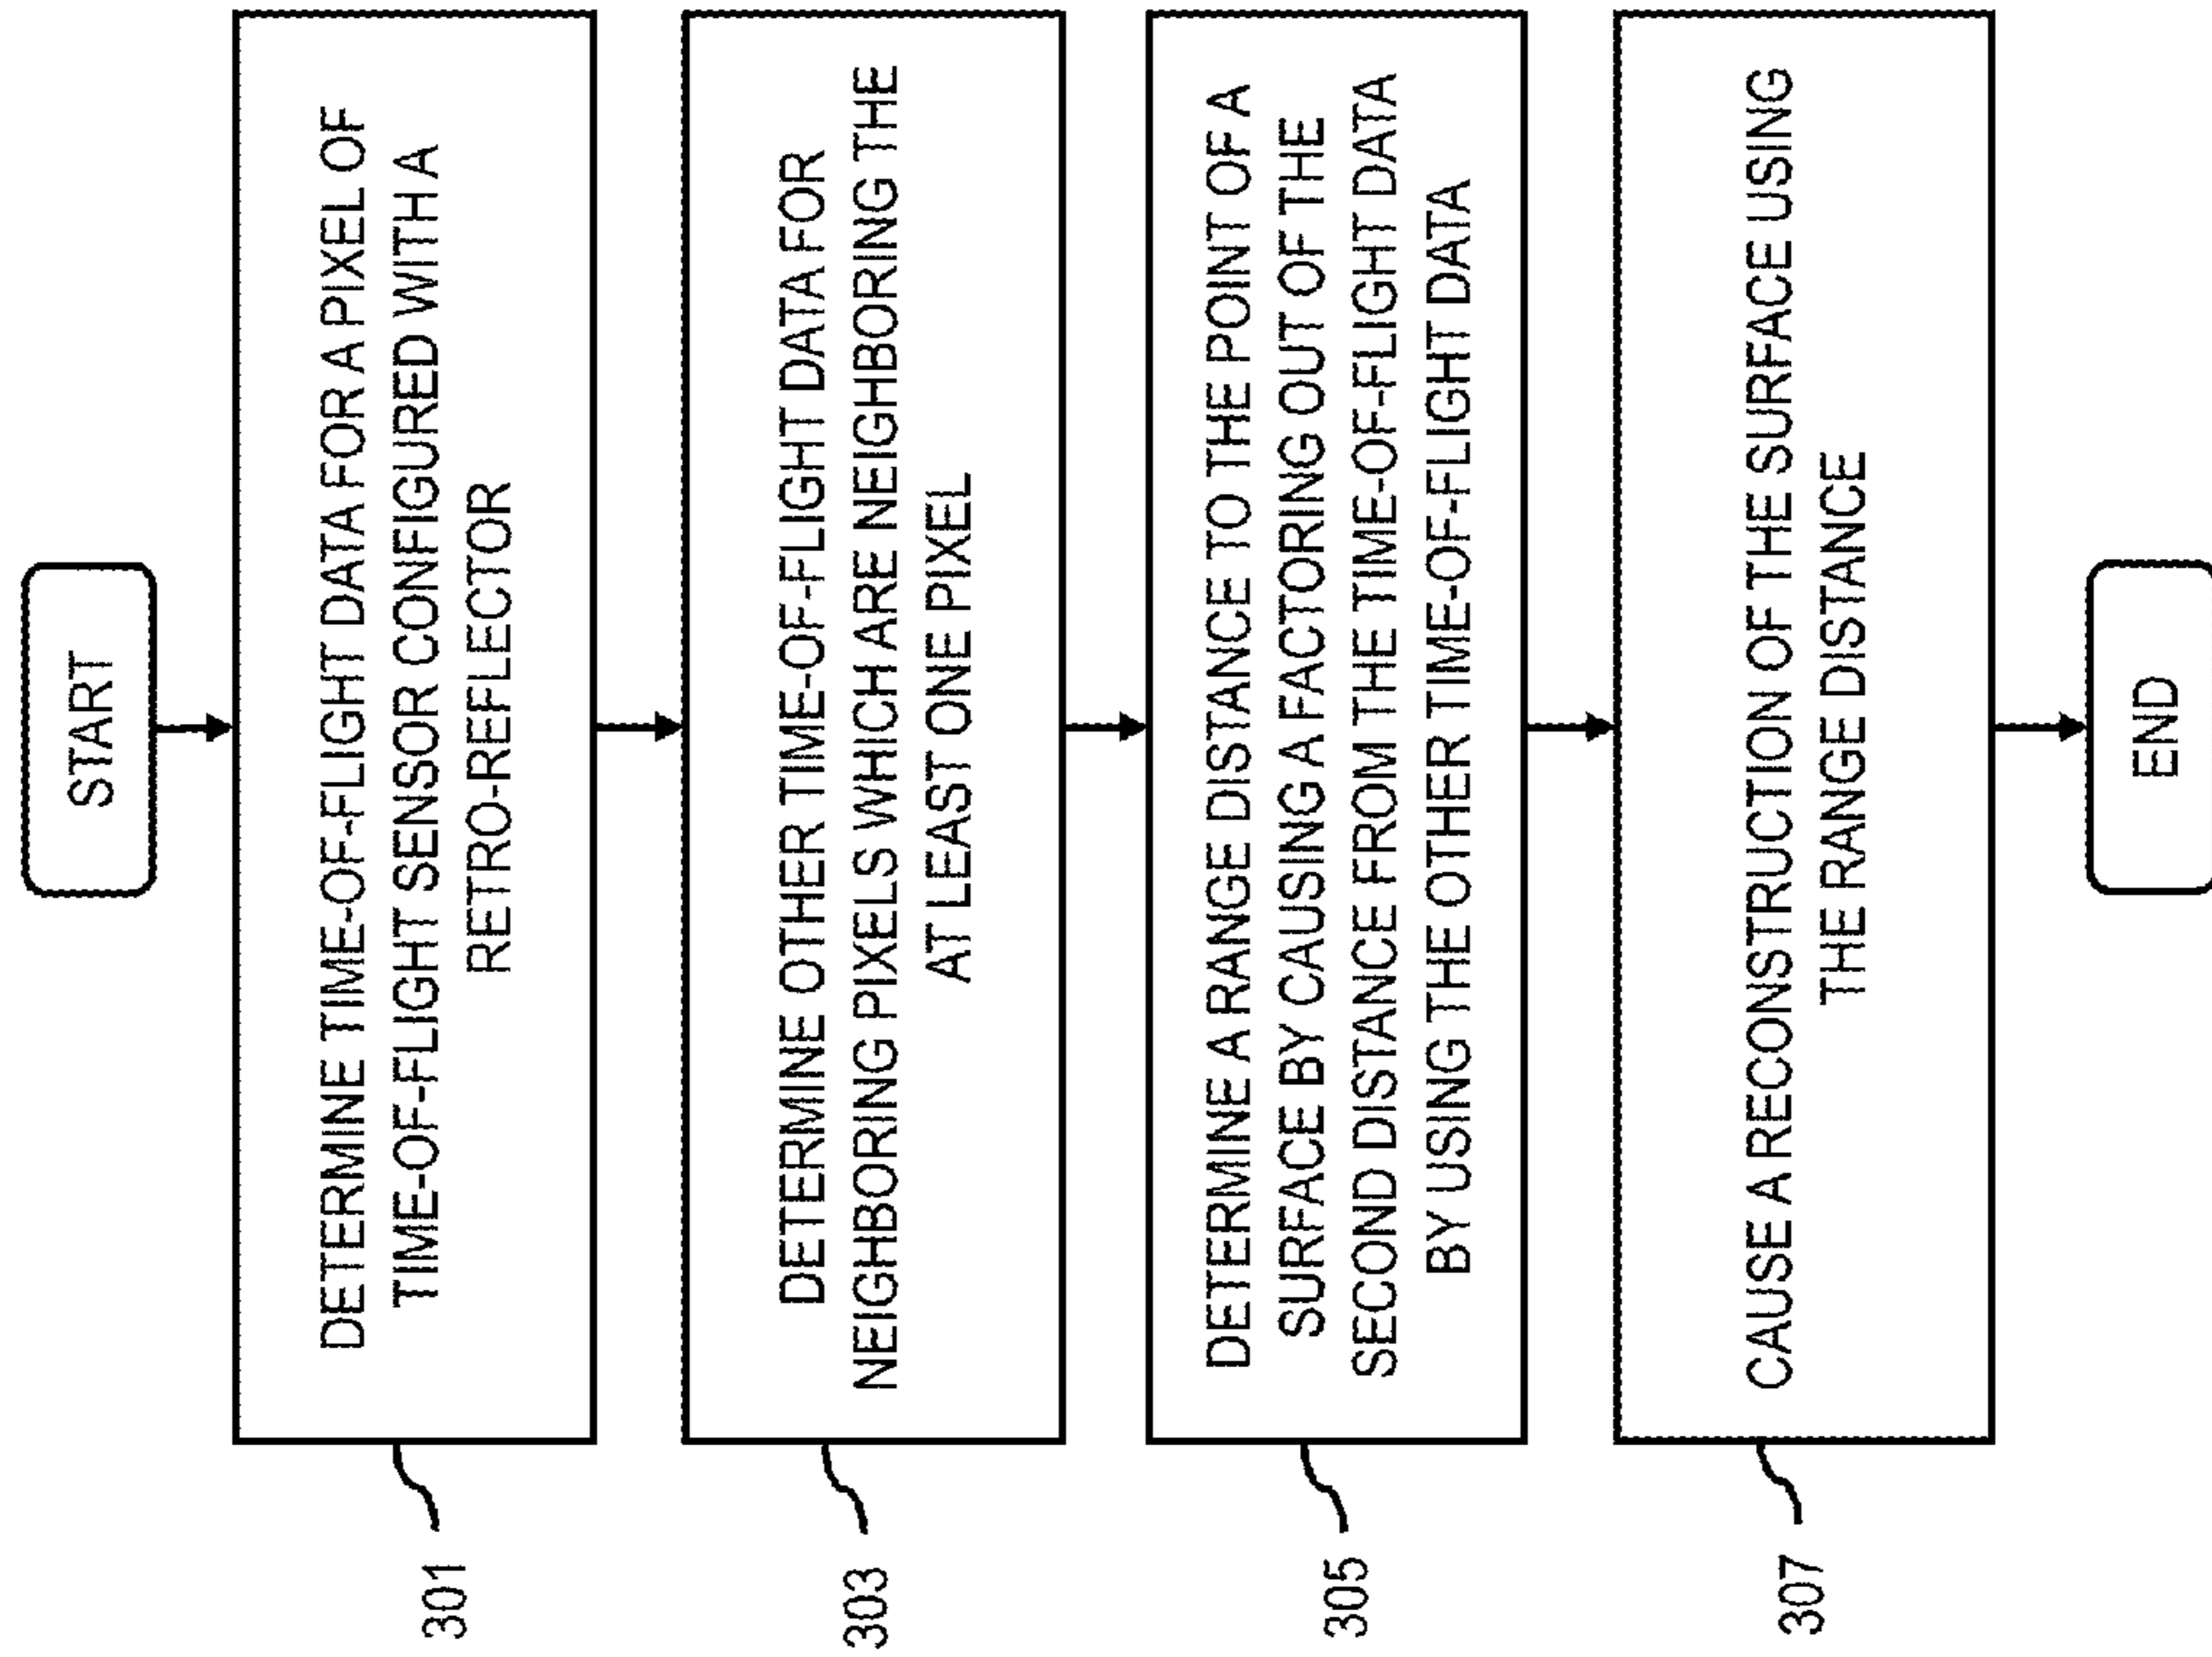 START
DETERMINE TIME-OF-FLIGHT DATA FOR A PIXEL OF
TIME-OF-FLIGHT SENSOR CONFIGURED WITH A
RETRO-REFLECTOR
301
DETERMINE OTHER TIME-OF-FLIGHT DATA FOR
NEIGHBORING PIXELS WHICH ARE NEIGHBORING THE
AT LEAST ONE PIXEL
303
DETERMINE A RANGE DISTANCE TO THE POINT OF A
SURFACE BY CAUSING A FACTORING OUT OF THE
SECOND DISTANCE FROM THE TIME-OF-FLIGHT DATA
BY USING THE OTHER TIME-OF-FLIGHT DATA
305
CAUSE A RECONSTRUCTION OF THE SURFACE USING
THE RANGE DISTANCE
307
END